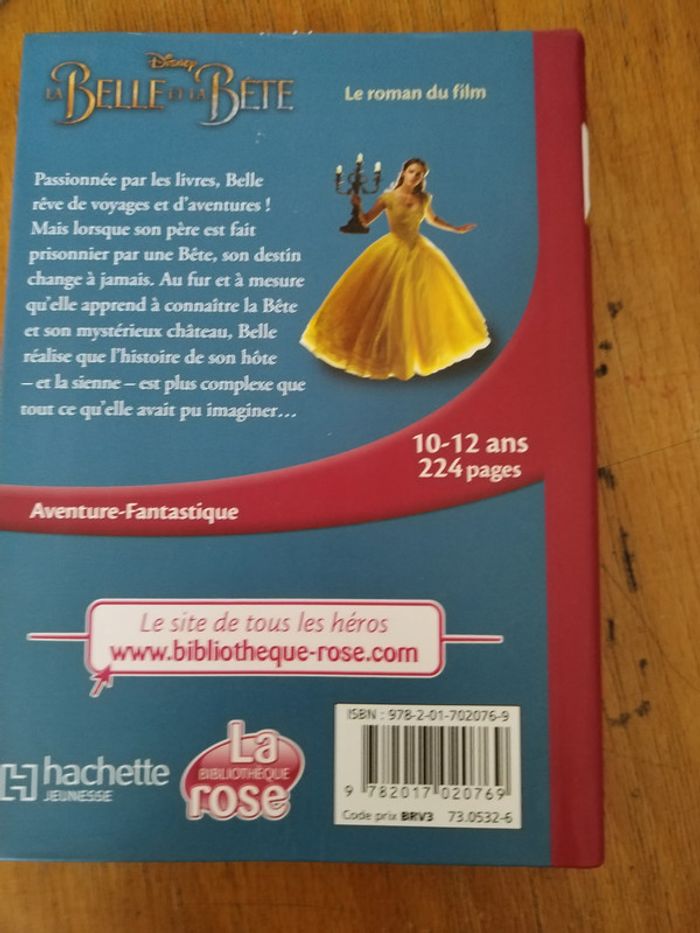 Disney
LA BELLE ET LA BÊTE
Le roman du film
Passionnée par les livres, Belle
rêve de voyages et d'aventures !
Mais lorsque son père est fait
prisonnier par une Bête, son destin
change à jamais. Au fur et à mesure
qu'elle apprend à connaître la Bête
et son mystérieux château, Belle
réalise que l'histoire de son hôte
– et la sienne – est plus complexe que
tout ce qu'elle avait pu imaginer…
10-12 ans
224 pages
Aventure-Fantastique
Le site de tous les héros
www.bibliotheque-rose.com
hachette
JEUNESSE
La
BIBLIOTHÈQUE
rose
ISBN : 978-2-01-702076-9
9 782017 020769
Code prix BRV3 73.0532-6